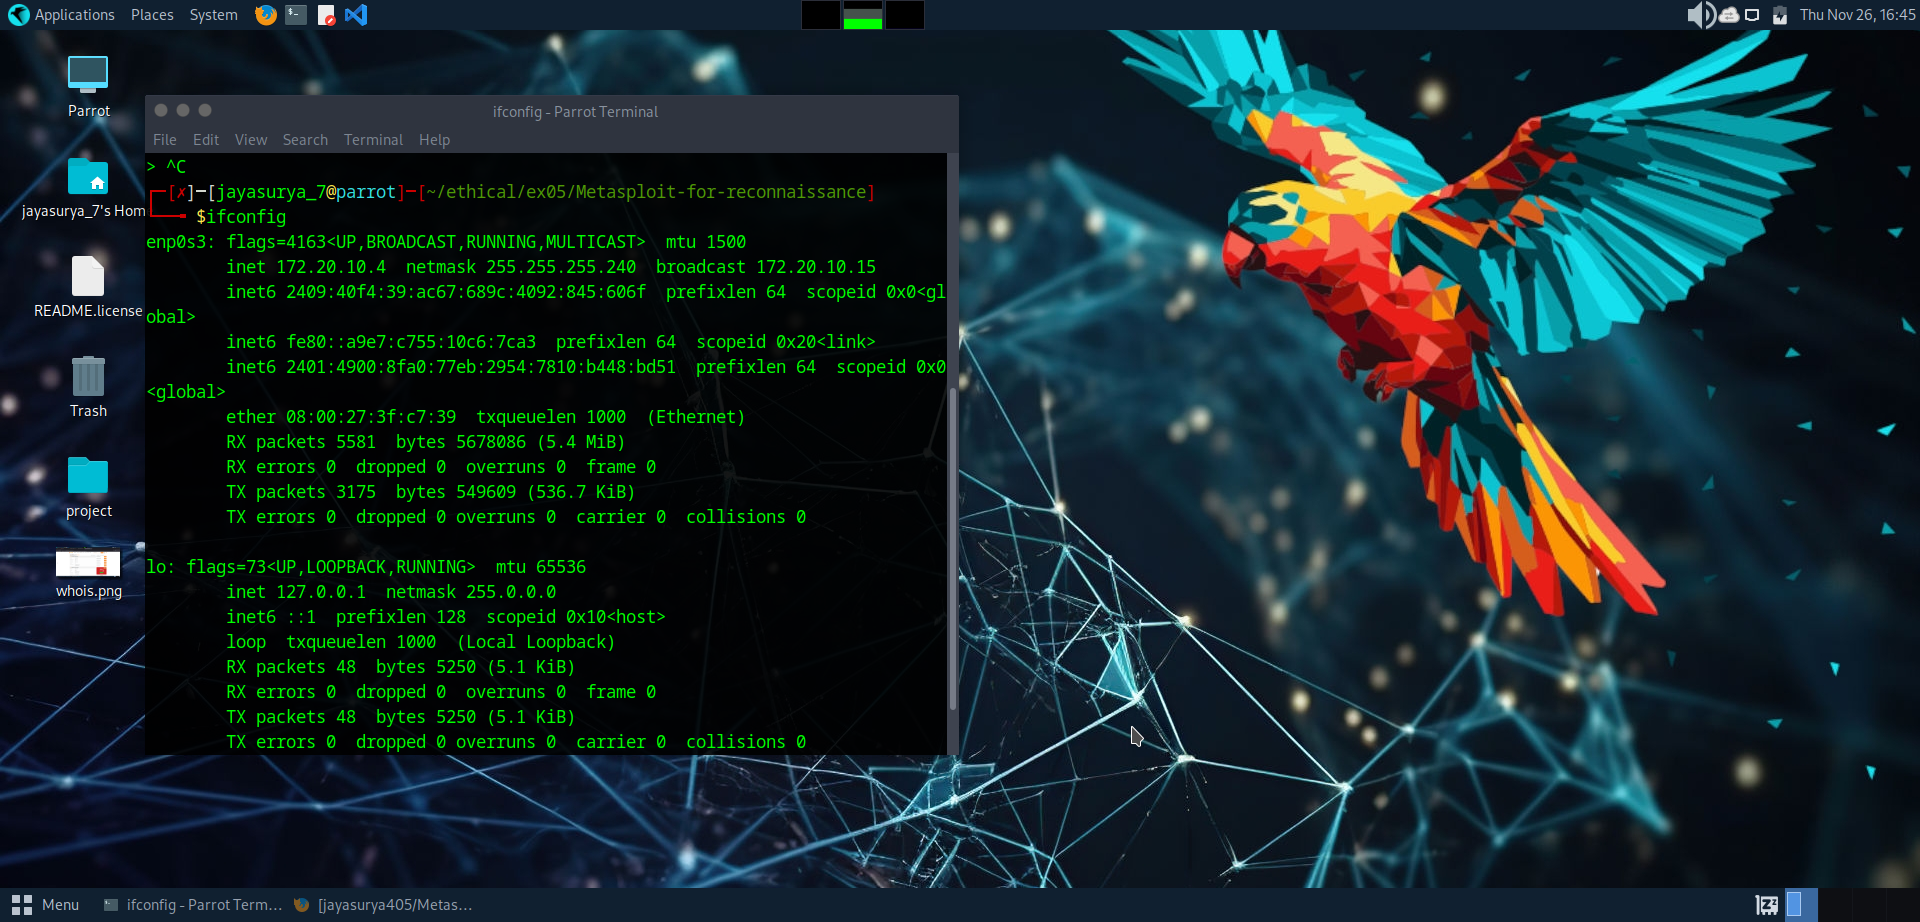 Applications Places System
Thu Nov 26, 16:45
Parrot
jayasurya_7's Hom
README.license
Trash
project
whois.png
ifconfig - Parrot Terminal
File Edit View Search Terminal Help
> ^C
[✗]─[jayasurya_7@parrot]─[~/ethical/ex05/Metasploit-for-reconnaissance]
$ifconfig
enp0s3: flags=4163<UP,BROADCAST,RUNNING,MULTICAST>  mtu 1500
inet 172.20.10.4  netmask 255.255.255.240  broadcast 172.20.10.15
inet6 2409:40f4:39:ac67:689c:4092:845:606f  prefixlen 64  scopeid 0x0<gl
obal>
inet6 fe80::a9e7:c755:10c6:7ca3  prefixlen 64  scopeid 0x20<link>
inet6 2401:4900:8fa0:77eb:2954:7810:b448:bd51  prefixlen 64  scopeid 0x0
<global>
ether 08:00:27:3f:c7:39  txqueuelen 1000  (Ethernet)
RX packets 5581  bytes 5678086 (5.4 MiB)
RX errors 0  dropped 0  overruns 0  frame 0
TX packets 3175  bytes 549609 (536.7 KiB)
TX errors 0  dropped 0 overruns 0  carrier 0  collisions 0
lo: flags=73<UP,LOOPBACK,RUNNING>  mtu 65536
inet 127.0.0.1  netmask 255.0.0.0
inet6 ::1  prefixlen 128  scopeid 0x10<host>
loop  txqueuelen 1000  (Local Loopback)
RX packets 48  bytes 5250 (5.1 KiB)
RX errors 0  dropped 0  overruns 0  frame 0
TX packets 48  bytes 5250 (5.1 KiB)
TX errors 0  dropped 0 overruns 0  carrier 0  collisions 0
Menu
ifconfig - Parrot Term...
[jayasurya405/Metas...